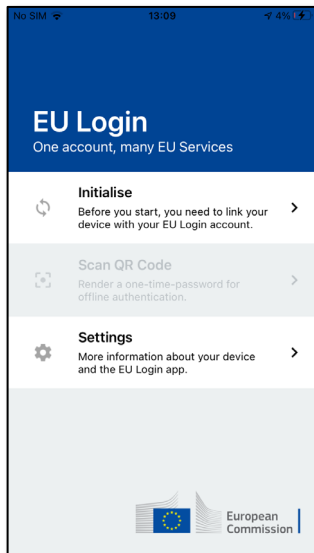 No SIM 13:09 4%
EU Login
One account, many EU Services
Initialise
Before you start, you need to link your
device with your EU Login account.
Scan QR Code
Render a one-time-password for
offline authentication.
Settings
More information about your device
and the EU Login app.
European
Commission